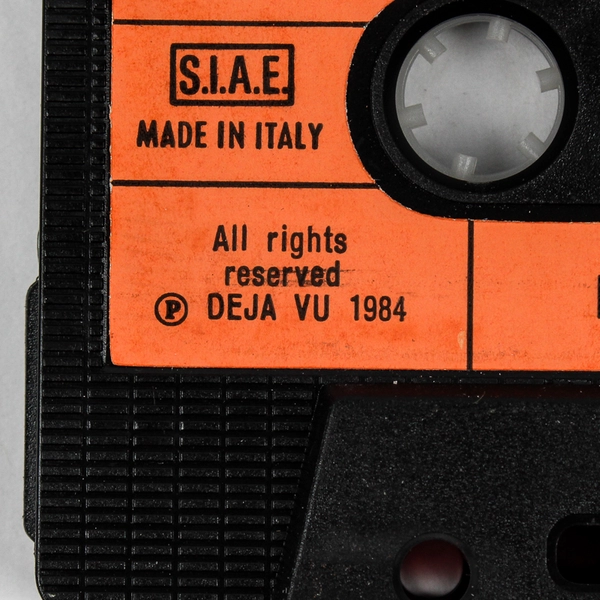 S.I.A.E.
MADE IN ITALY
All rights
reserved
Ⓟ DEJA VU 1984